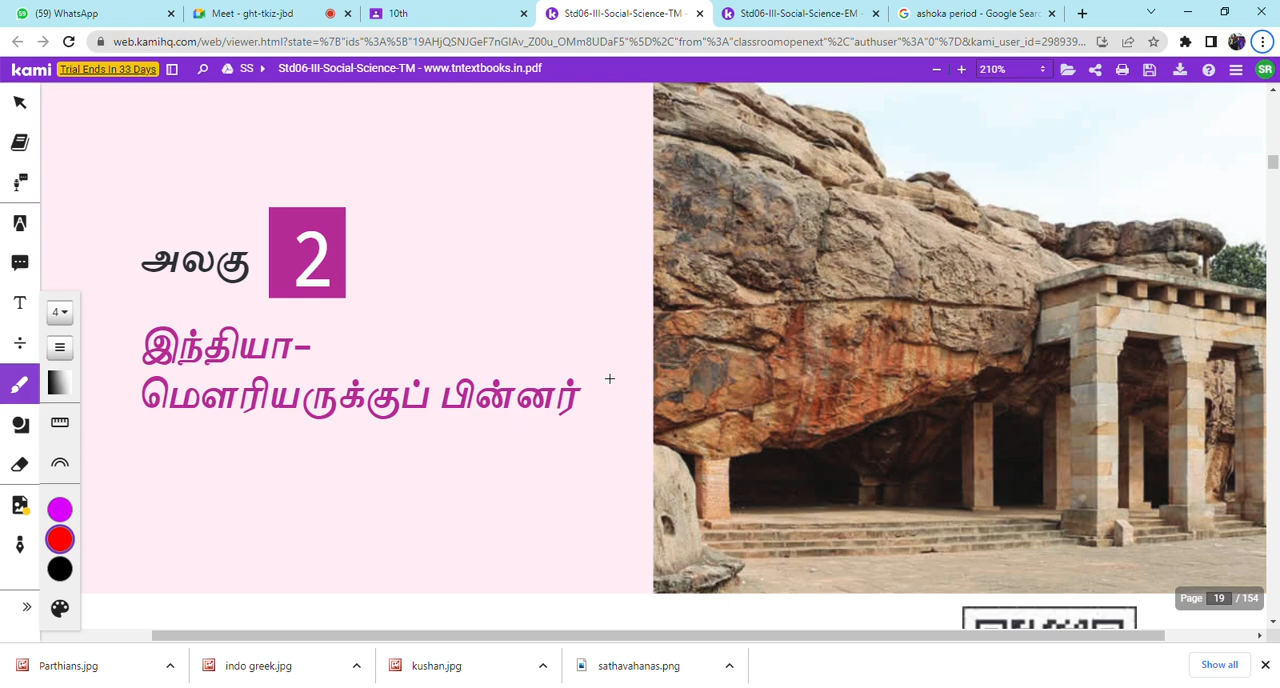 (59) WhatsApp
Meet - ght-tkiz-jbd
10th
Std06-III-Social-Science-TM -
Std06-III-Social-Science-EM -
ashoka period - Google Sear
web.kamihq.com/web/viewer.html?state=%7B"ids"%3A%5B"19AHjQSNJGeF7nGIAv_Z00u_OMm8UDaF5"%5D%2C"from"%3A"classroomopennext"%2C"authuser"%3A"0"%7D&kami_user_id=298939...
kami Trial Ends In 33 Days SS Std06-III-Social-Science-TM - www.tntextbooks.in.pdf 210% SR
அலகு 2
இந்தியா-
மௌரியருக்குப் பின்னர்
4
Page 19 / 154
Parthians.jpg
indo greek.jpg
kushan.jpg
sathavahanas.png
Show all